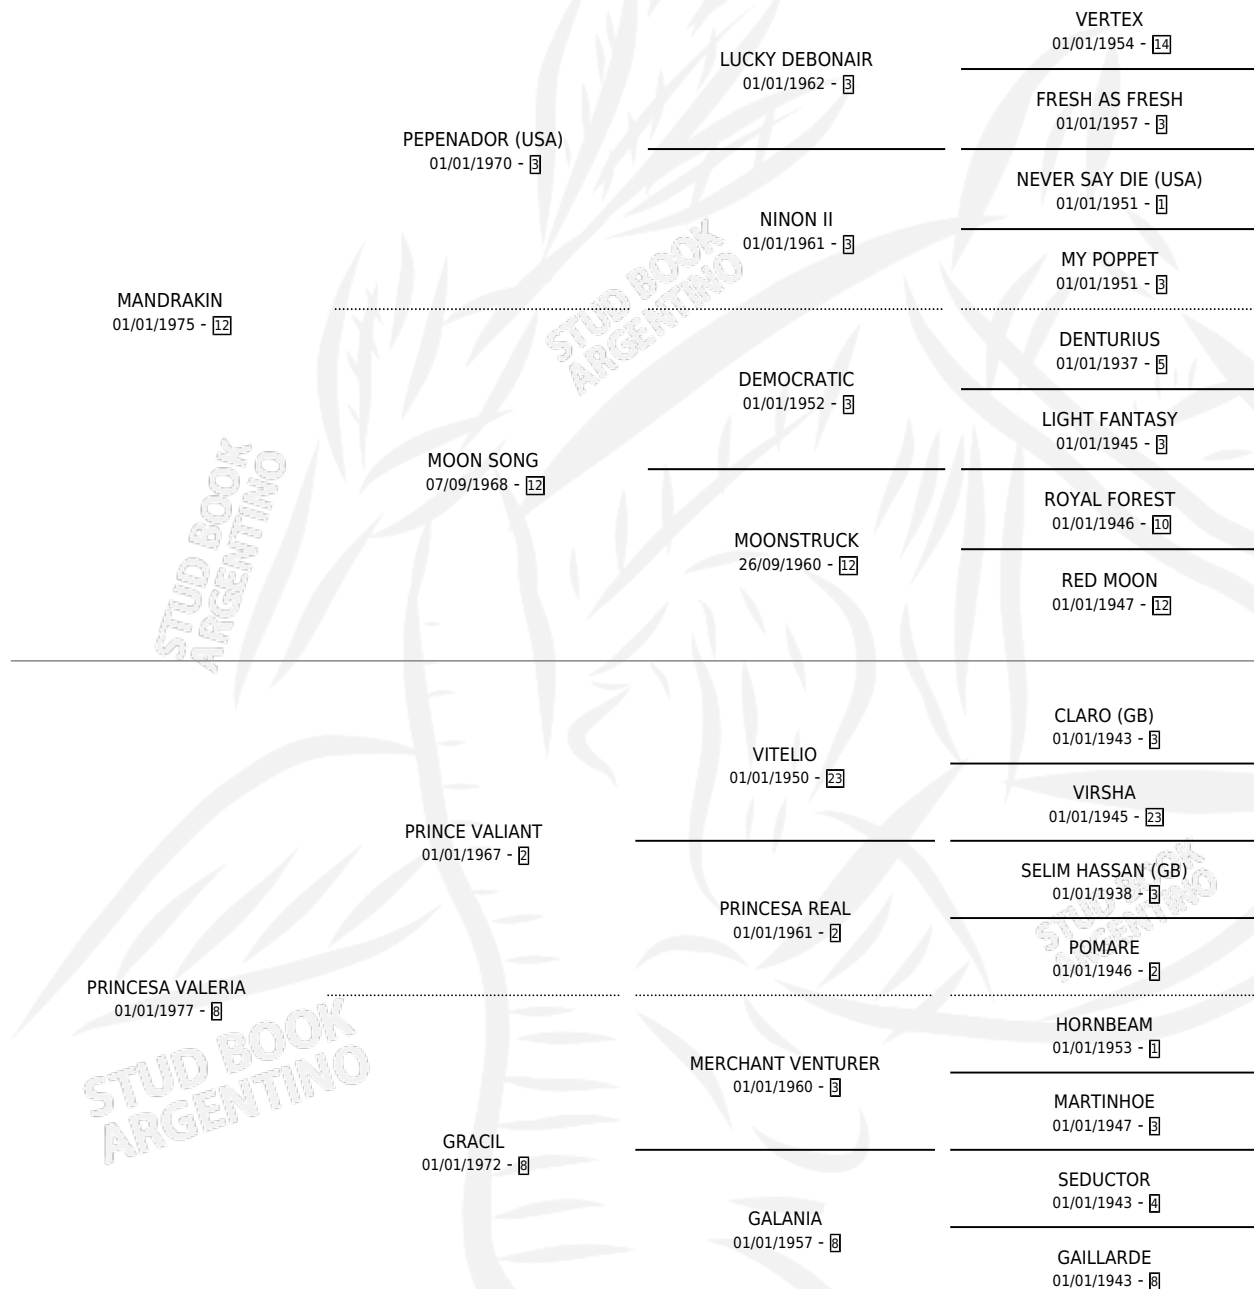 VERTEX
01/01/1954 - 14
LUCKY DEBONAIR
01/01/1962 - 3
FRESH AS FRESH
01/01/1957 - 3
PEPENADOR (USA)
01/01/1970 - 3
NEVER SAY DIE (USA)
01/01/1951 - 1
NINON II
01/01/1961 - 3
MY POPPET
01/01/1951 - 3
MANDRAKIN
01/01/1975 - 12
DENTURIUS
01/01/1937 - 5
DEMOCRATIC
01/01/1952 - 3
LIGHT FANTASY
01/01/1945 - 3
MOON SONG
07/09/1968 - 12
ROYAL FOREST
01/01/1946 - 10
MOONSTRUCK
26/09/1960 - 12
RED MOON
01/01/1947 - 12
CLARO (GB)
01/01/1943 - 3
VITELIO
01/01/1950 - 23
VIRSHA
01/01/1945 - 23
PRINCE VALIANT
01/01/1967 - 2
SELIM HASSAN (GB)
01/01/1938 - 3
PRINCESA REAL
01/01/1961 - 2
POMARE
01/01/1946 - 2
PRINCESA VALERIA
01/01/1977 - 8
HORNBEAM
01/01/1953 - 1
MERCHANT VENTURER
01/01/1960 - 3
MARTINHOE
01/01/1947 - 3
GRACIL
01/01/1972 - 8
SEDUCTOR
01/01/1943 - 4
GALANIA
01/01/1957 - 8
GAILLARDE
01/01/1943 - 8
STUD BOOK
ARGENTINO
STUD BOOK
ARGENTINO
STUD BOOK
ARGENTINO
STUD BOOK
ARGENTINO